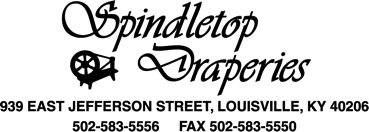 Spindletop
Draperies
939 EAST JEFFERSON STREET, LOUISVILLE, KY 40206
502-583-5556 FAX 502-583-5550